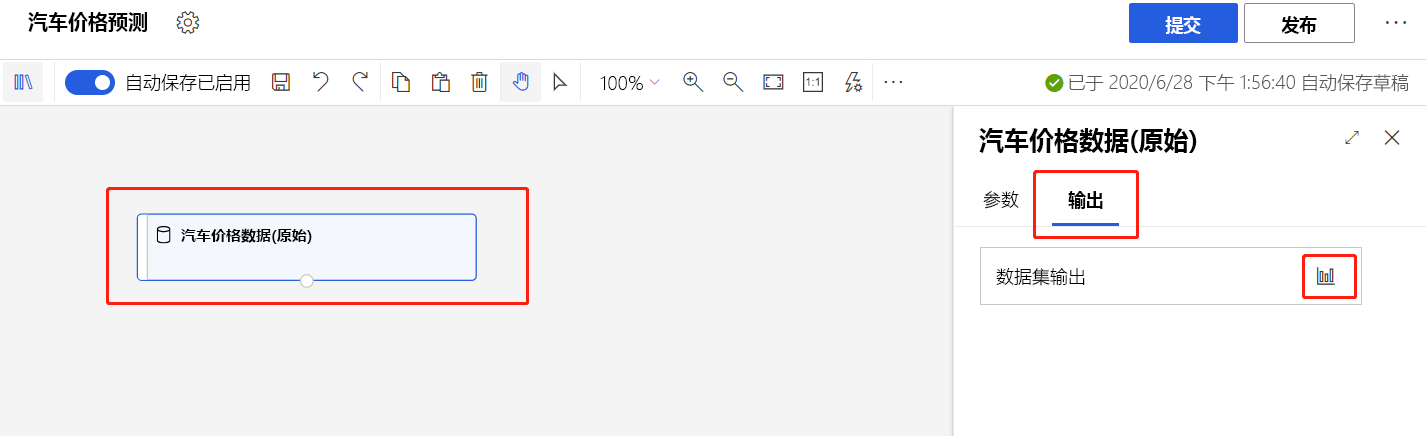 汽车价格预测
提交
发布
自动保存已启用
100%
1:1
已于 2020/6/28 下午 1:56:40 自动保存草稿
汽车价格数据(原始)
汽车价格数据(原始)
参数
输出
数据集输出